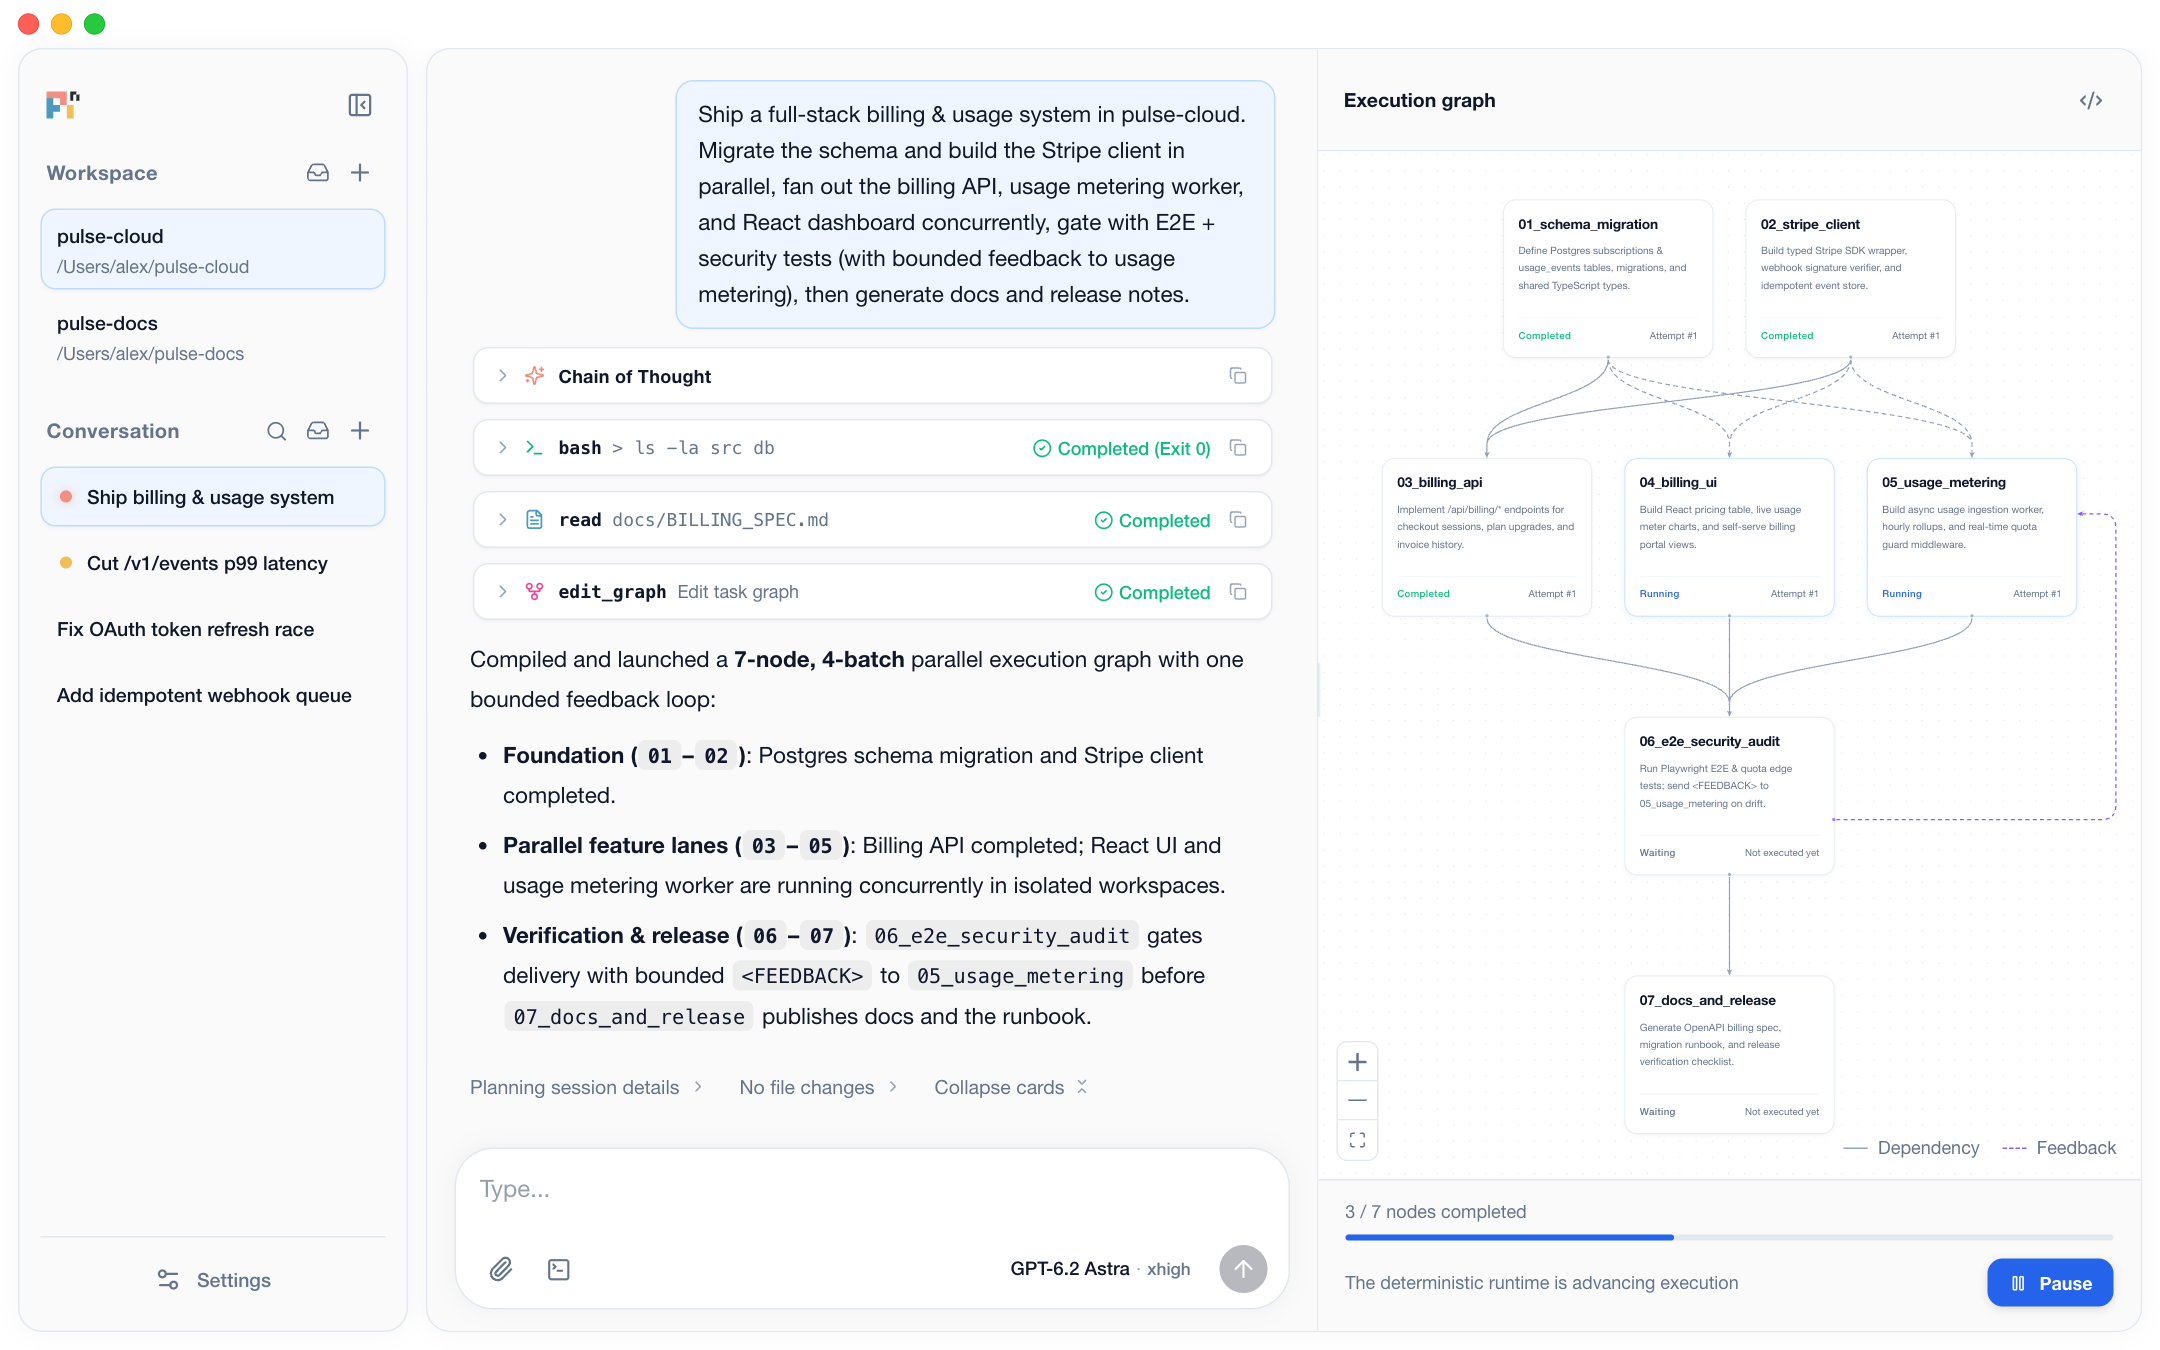 Workspace
pulse-cloud
/Users/alex/pulse-cloud
pulse-docs
/Users/alex/pulse-docs
Conversation
Ship billing & usage system
Cut /v1/events p99 latency
Fix OAuth token refresh race
Add idempotent webhook queue
Settings
Ship a full-stack billing & usage system in pulse-cloud.
Migrate the schema and build the Stripe client in
parallel, fan out the billing API, usage metering worker,
and React dashboard concurrently, gate with E2E +
security tests (with bounded feedback to usage
metering), then generate docs and release notes.
Chain of Thought
bash > ls -la src db Completed (Exit 0)
read docs/BILLING_SPEC.md Completed
edit_graph Edit task graph Completed
Compiled and launched a 7-node, 4-batch parallel execution graph with one
bounded feedback loop:
• Foundation (01–02): Postgres schema migration and Stripe client
completed.
• Parallel feature lanes (03–05): Billing API completed; React UI and
usage metering worker are running concurrently in isolated workspaces.
• Verification & release (06–07): 06_e2e_security_audit gates
delivery with bounded <FEEDBACK> to 05_usage_metering before
07_docs_and_release publishes docs and the runbook.
Planning session details No file changes Collapse cards
Type...
GPT-6.2 Astra · xhigh
Execution graph
01_schema_migration
Define Postgres subscriptions &
usage_events tables, migrations, and
shared TypeScript types.
Completed Attempt #1
02_stripe_client
Build typed Stripe SDK wrapper,
webhook signature verifier, and
idempotent event store.
Completed Attempt #1
03_billing_api
Implement /api/billing/* endpoints for
checkout sessions, plan upgrades, and
invoice history.
Completed Attempt #1
04_billing_ui
Build React pricing table, live usage
meter charts, and self-serve billing
portal views.
Running Attempt #1
05_usage_metering
Build async usage ingestion worker,
hourly rollups, and real-time quota
guard middleware.
Running Attempt #1
06_e2e_security_audit
Run Playwright E2E & quota edge
tests; send <FEEDBACK> to
05_usage_metering on drift.
Waiting Not executed yet
07_docs_and_release
Generate OpenAPI billing spec,
migration runbook, and release
verification checklist.
Waiting Not executed yet
Dependency Feedback
3 / 7 nodes completed
The deterministic runtime is advancing execution
Pause